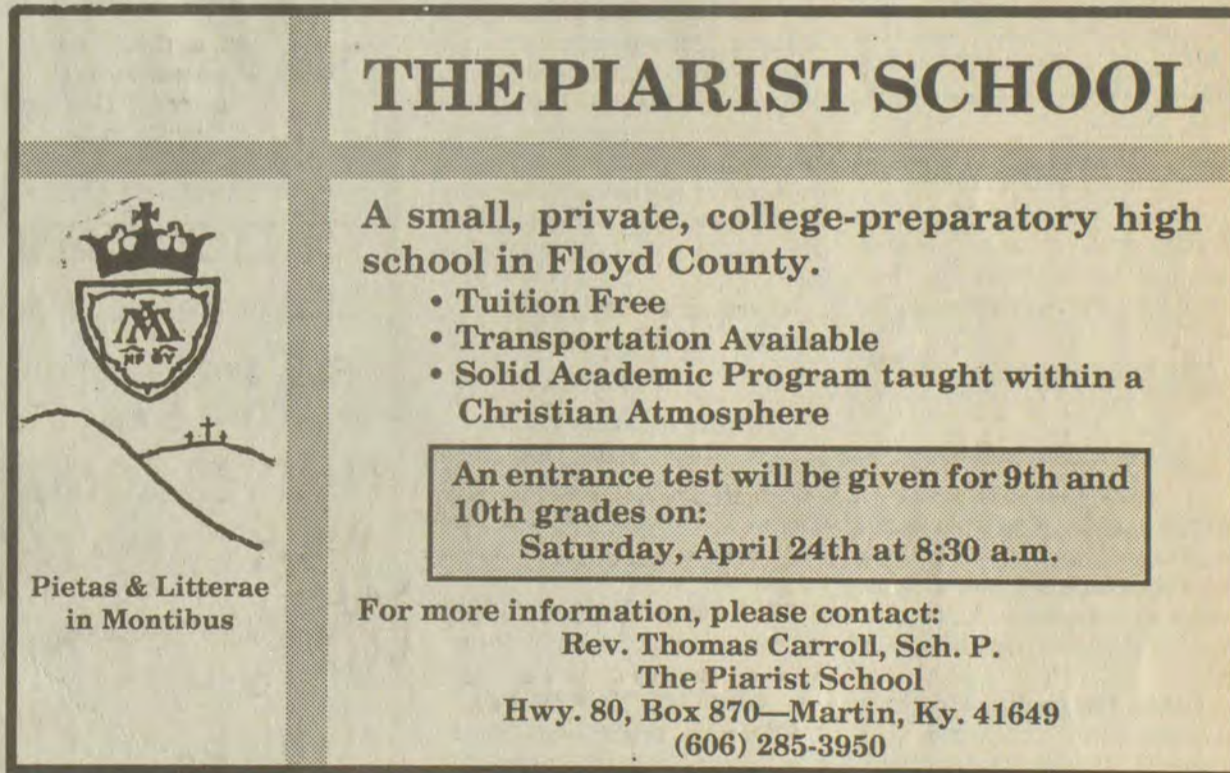 THE PIARIST SCHOOL
A small, private, college-preparatory high
school in Floyd County.
• Tuition Free
• Transportation Available
• Solid Academic Program taught within a
Christian Atmosphere
An entrance test will be given for 9th and
10th grades on:
Saturday, April 24th at 8:30 a.m.
Pietas & Litterae
in Montibus
For more information, please contact:
Rev. Thomas Carroll, Sch. P.
The Piarist School
Hwy. 80, Box 870—Martin, Ky. 41649
(606) 285-3950